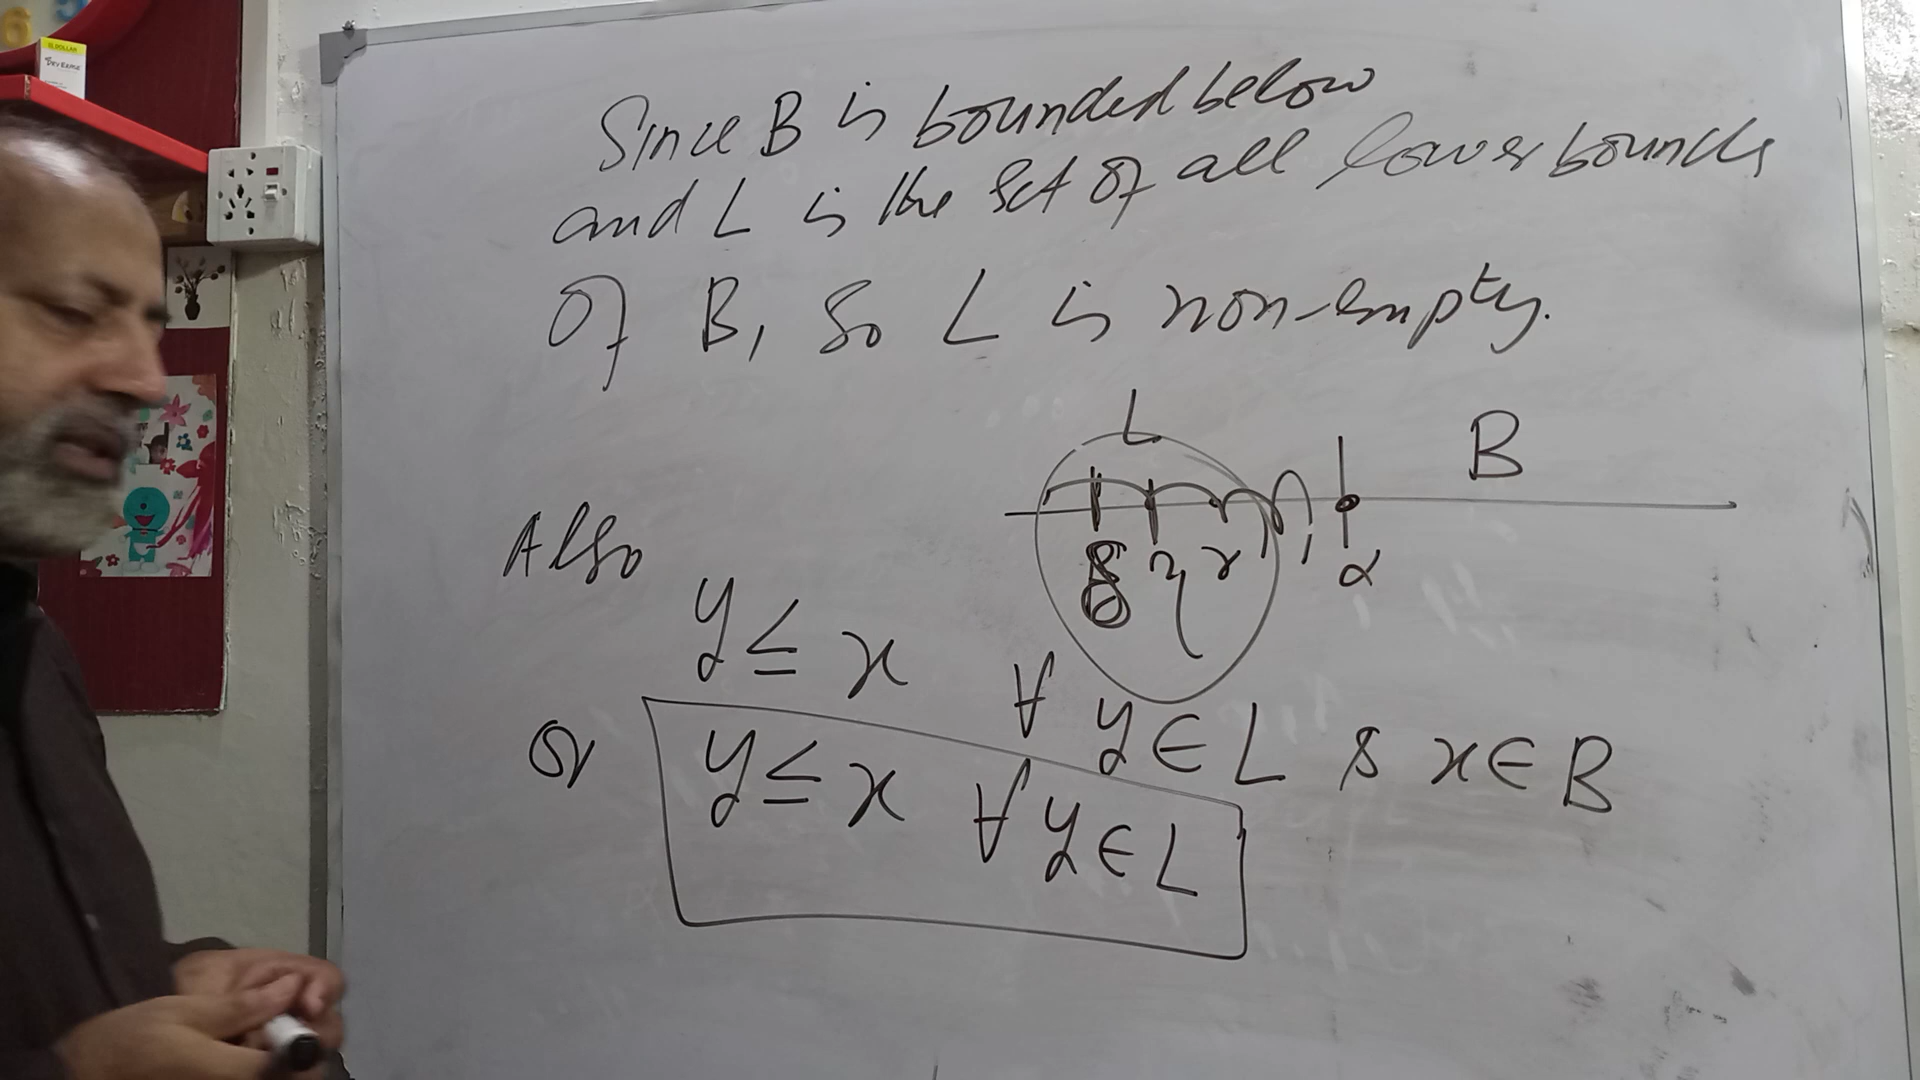 Since B is bounded below
and L is the set of all lower bounds
of B, so L is non-empty.
L
B
α
Also
y ≤ x ∀ y ∈ L & x ∈ B
or y ≤ x ∀ y ∈ L
6